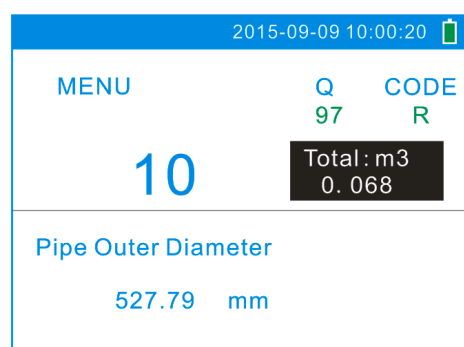 2015-09-09 10:00:20
MENU Q CODE
97 R
10 Total: m3
0. 068
Pipe Outer Diameter
527.79 mm